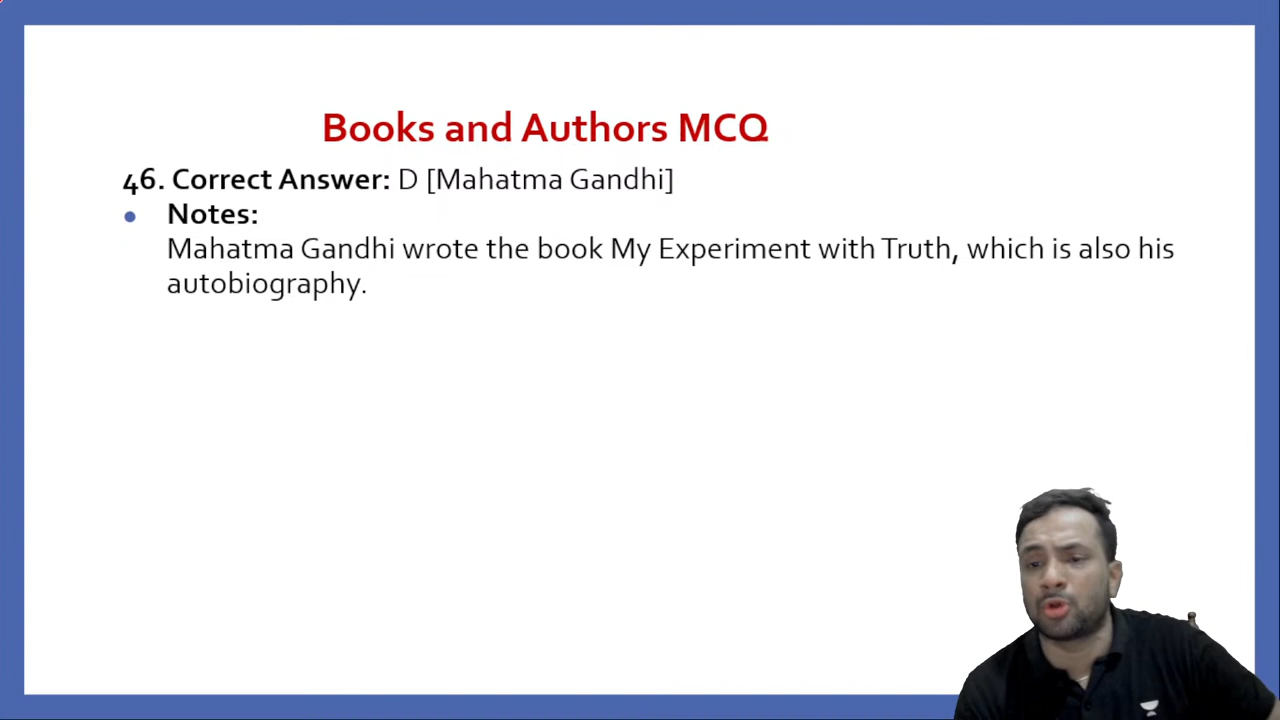 Books and Authors MCQ
46. Correct Answer: D [Mahatma Gandhi]
• Notes:
Mahatma Gandhi wrote the book My Experiment with Truth, which is also his
autobiography.